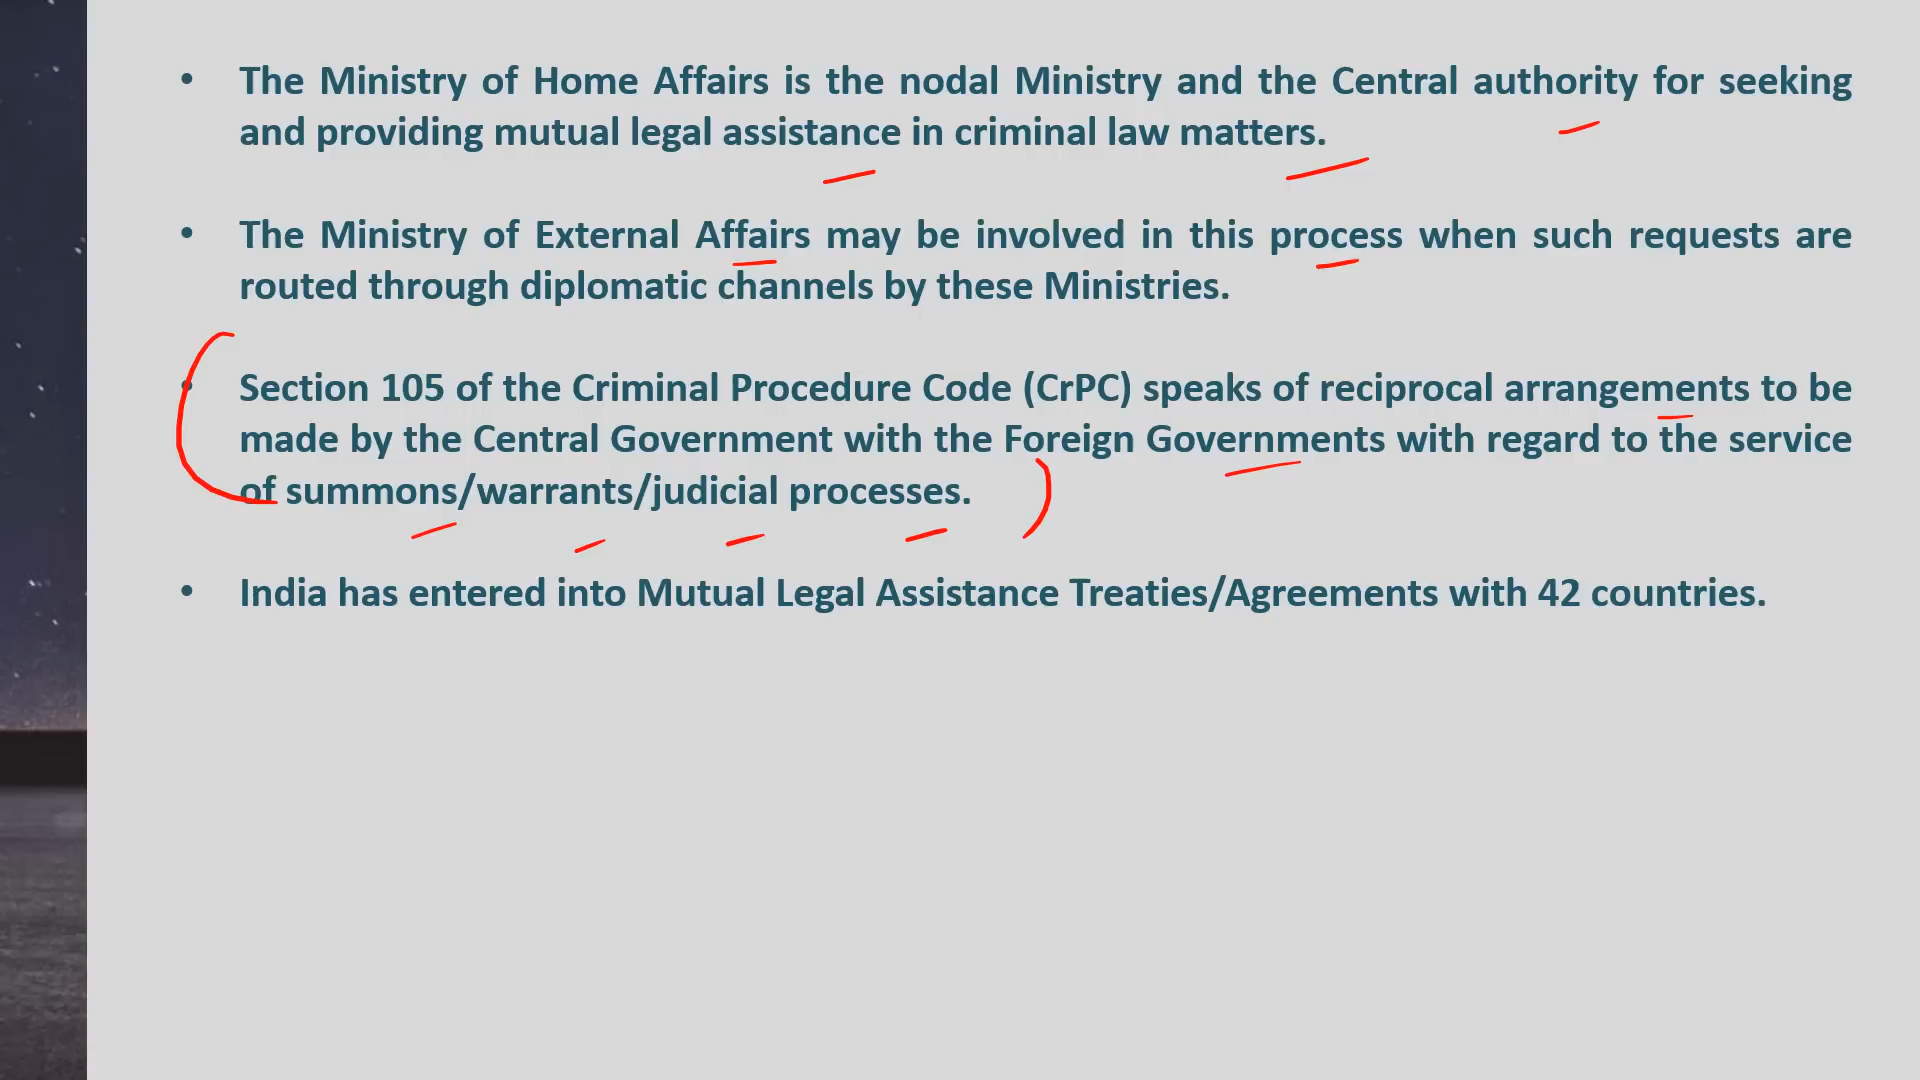 • The Ministry of Home Affairs is the nodal Ministry and the Central authority for seeking
and providing mutual legal assistance in criminal law matters.
• The Ministry of External Affairs may be involved in this process when such requests are
routed through diplomatic channels by these Ministries.
• Section 105 of the Criminal Procedure Code (CrPC) speaks of reciprocal arrangements to be
made by the Central Government with the Foreign Governments with regard to the service
of summons/warrants/judicial processes.
• India has entered into Mutual Legal Assistance Treaties/Agreements with 42 countries.